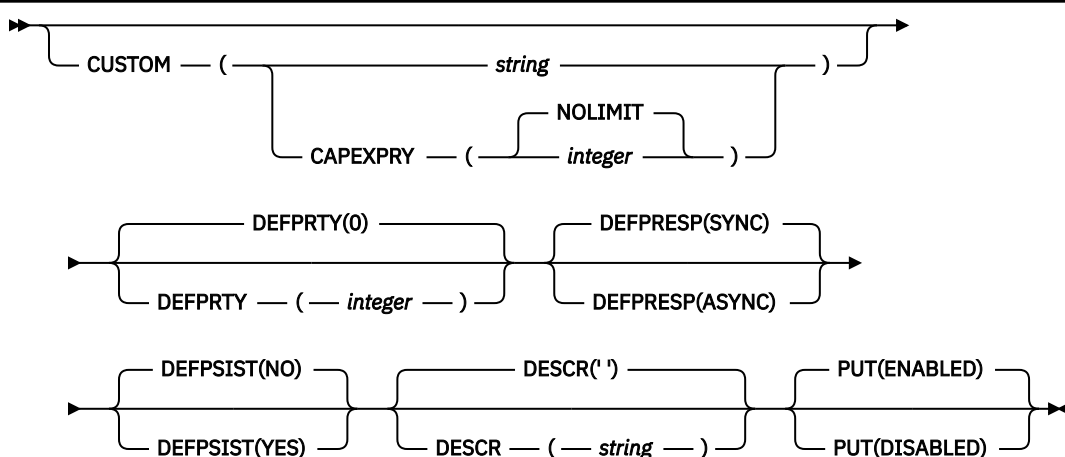 CUSTOM ( string )
NOLIMIT
CAPEXPRY ( integer )
DEFPRTY(0) DEFPRESP(SYNC)
DEFPRTY ( integer ) DEFPRESP(ASYNC)
DEFPSIST(NO) DESCR(' ') PUT(ENABLED)
DEFPSIST(YES) DESCR ( string ) PUT(DISABLED)